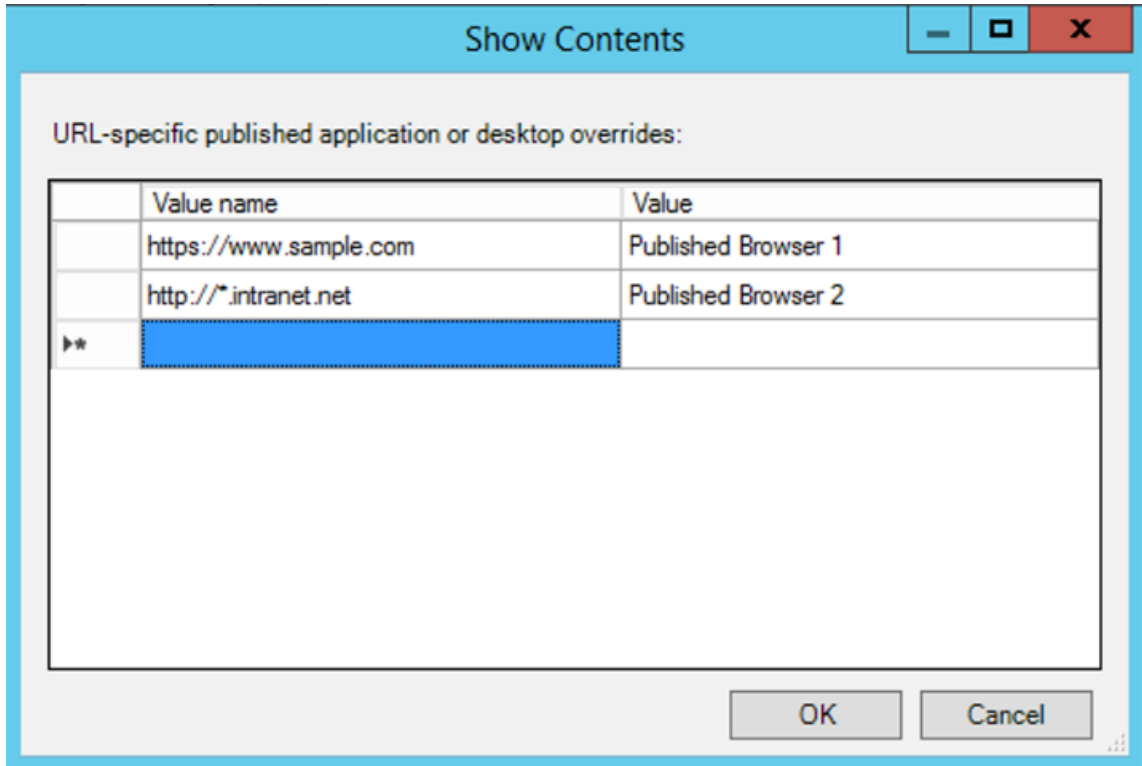 Show Contents
URL-specific published application or desktop overrides:
Value name Value
https://www.sample.com Published Browser 1
http://*.intranet.net Published Browser 2
OK Cancel